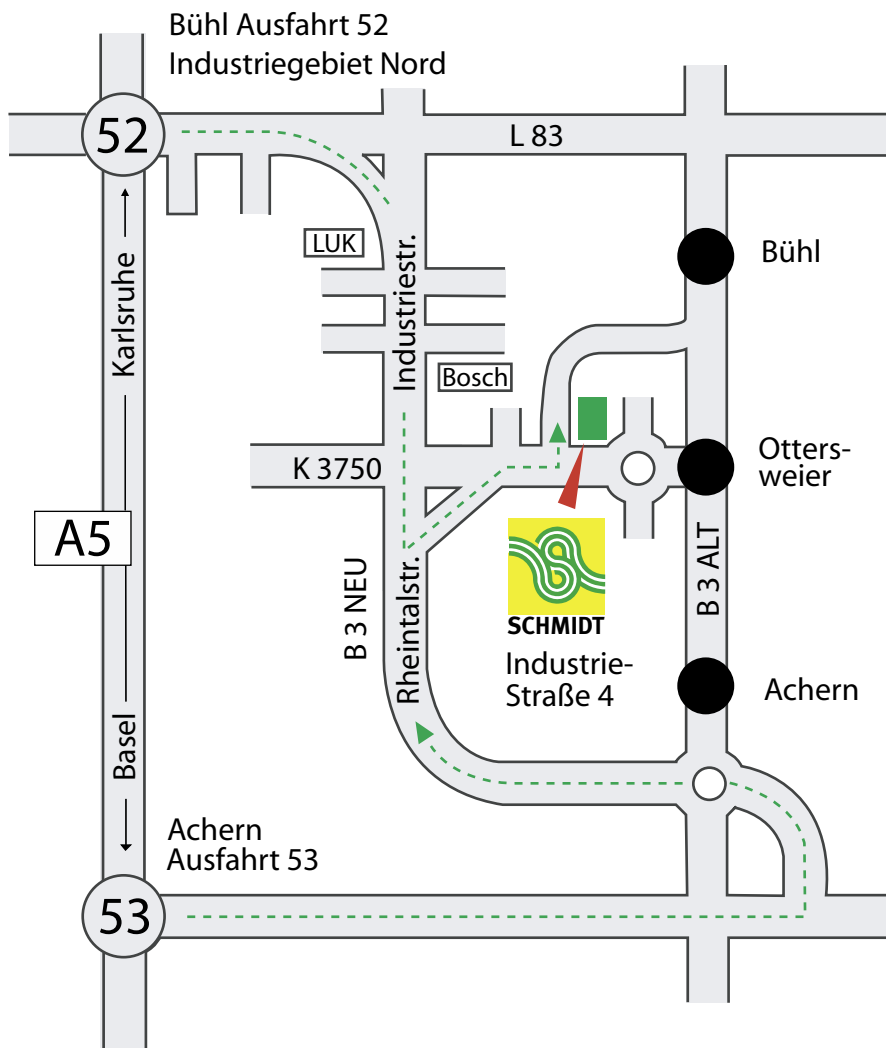 Bühl Ausfahrt 52
Industriegebiet Nord
52
L 83
LUK
Bühl
Karlsruhe
Industriestr.
Bosch
K 3750
Otters-
weier
A5
B 3 NEU
Rheintalstr.
B 3 ALT
SCHMIDT
Industrie-
Straße 4
Achern
Basel
Achern
Ausfahrt 53
53